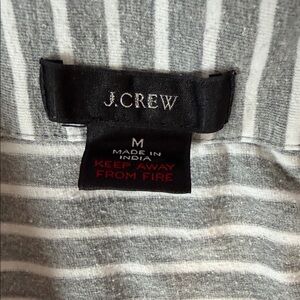 J.CREW
M
MADE IN
INDIA
KEEP AWAY
FROM FIRE